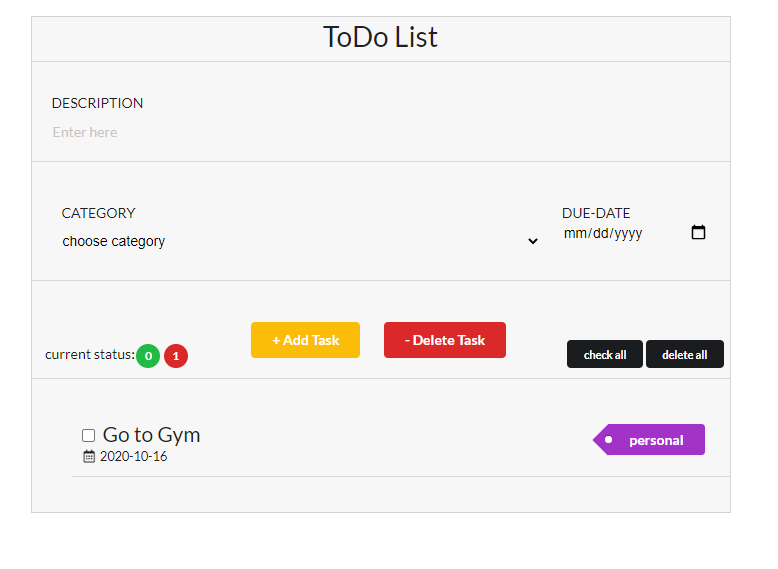 ToDo List
DESCRIPTION
Enter here
CATEGORY
DUE-DATE
choose category
mm/dd/yyyy
current status: 0 1
+ Add Task
- Delete Task
check all
delete all
Go to Gym
personal
2020-10-16